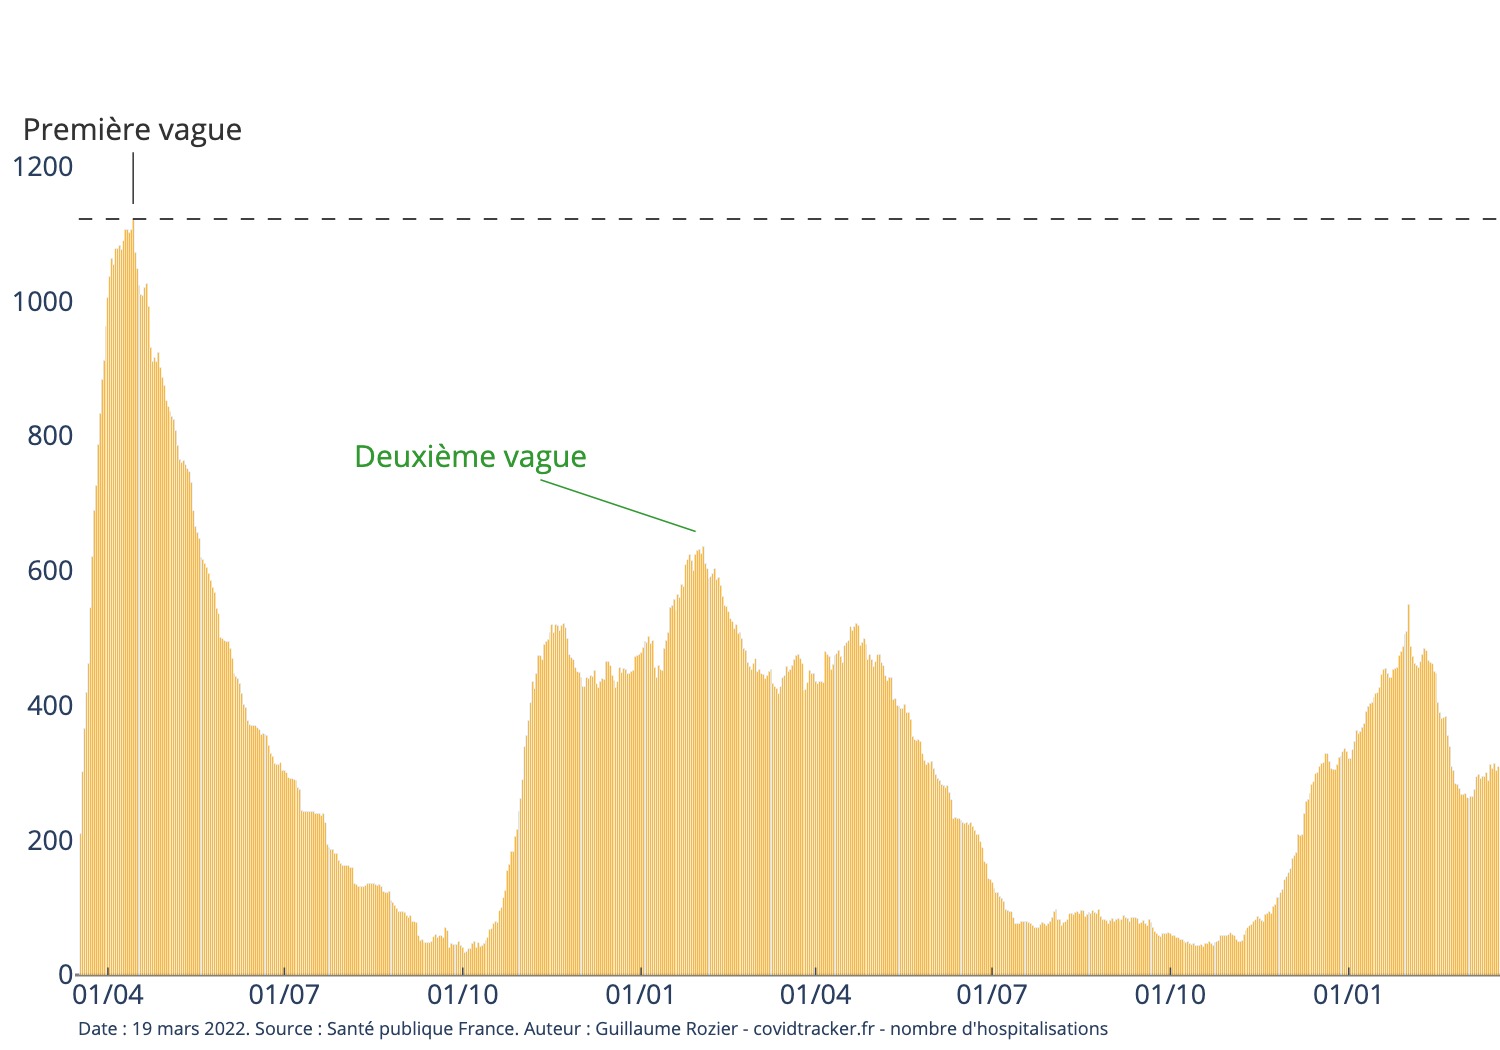 Première vague
1200
1000
800
Deuxième vague
600
400
200
0
01/04 01/07 01/10 01/01 01/04 01/07 01/10 01/01
Date : 19 mars 2022. Source : Santé publique France. Auteur : Guillaume Rozier - covidtracker.fr - nombre d'hospitalisations